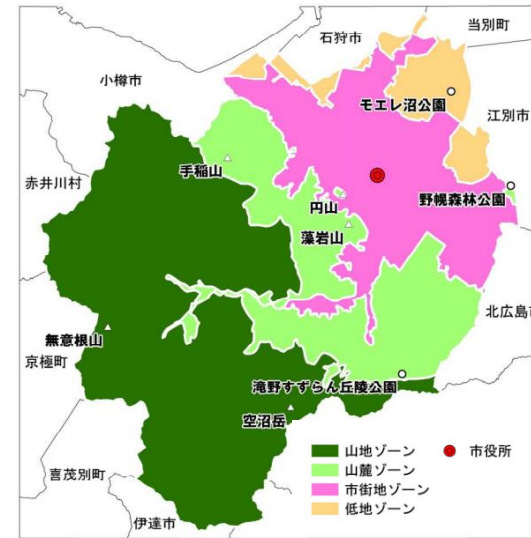 当別町
石狩市
小樽市
モエレ沼公園
江別市
手稲山
赤井川村
円山
野幌森林公園
藻岩山
北広島市
無意根山
京極町
滝野すずらん丘陵公園
空沼岳
山地ゾーン
市役所
山麓ゾーン
市街地ゾーン
喜茂別町
低地ゾーン
伊達市